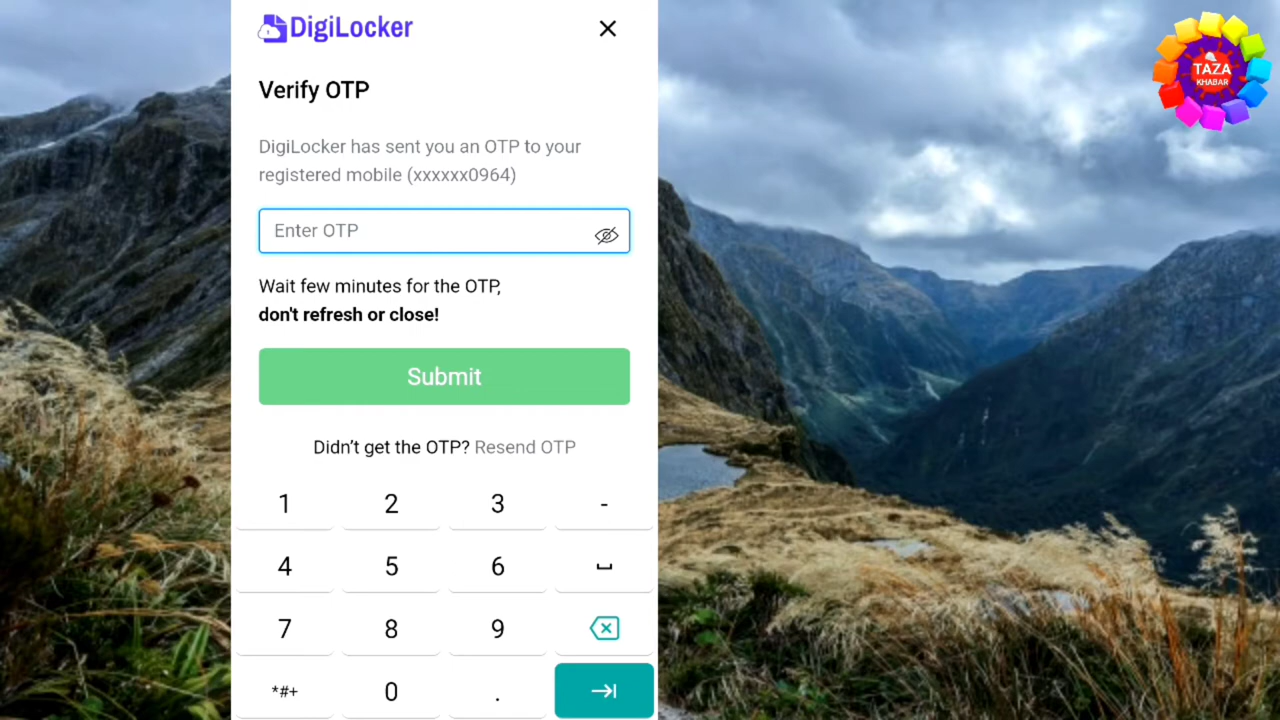 DigiLocker
Verify OTP
DigiLocker has sent you an OTP to your
registered mobile (xxxxxx0964)
Enter OTP
Wait few minutes for the OTP,
don't refresh or close!
Submit
Didn't get the OTP? Resend OTP
1 2 3 -
4 5 6
7 8 9
*#+ 0 .
TAZA
KHABAR